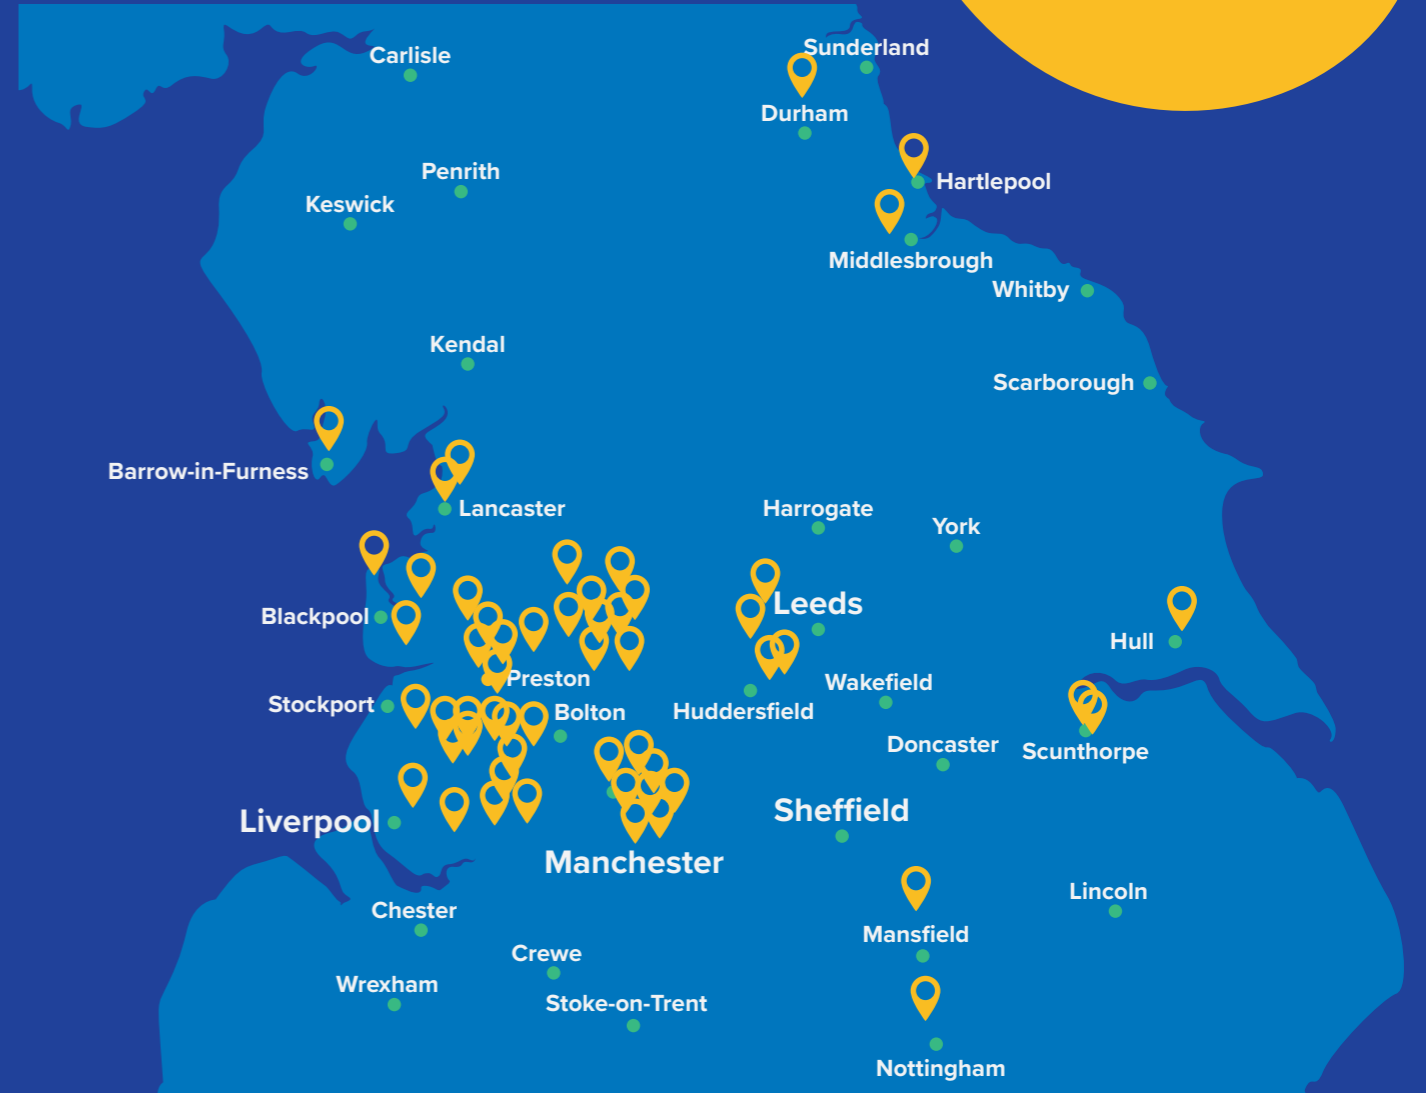 Sunderland
Carlisle
Durham
Penrith
Hartlepool
Keswick
Middlesbrough
Whitby
Kendal
Scarborough
Barrow-in-Furness
Lancaster
Harrogate
York
Leeds
Blackpool
Hull
Preston
Wakefield
Stockport
Bolton
Huddersfield
Doncaster
Scunthorpe
Sheffield
Liverpool
Manchester
Lincoln
Chester
Mansfield
Crewe
Wrexham
Stoke-on-Trent
Nottingham